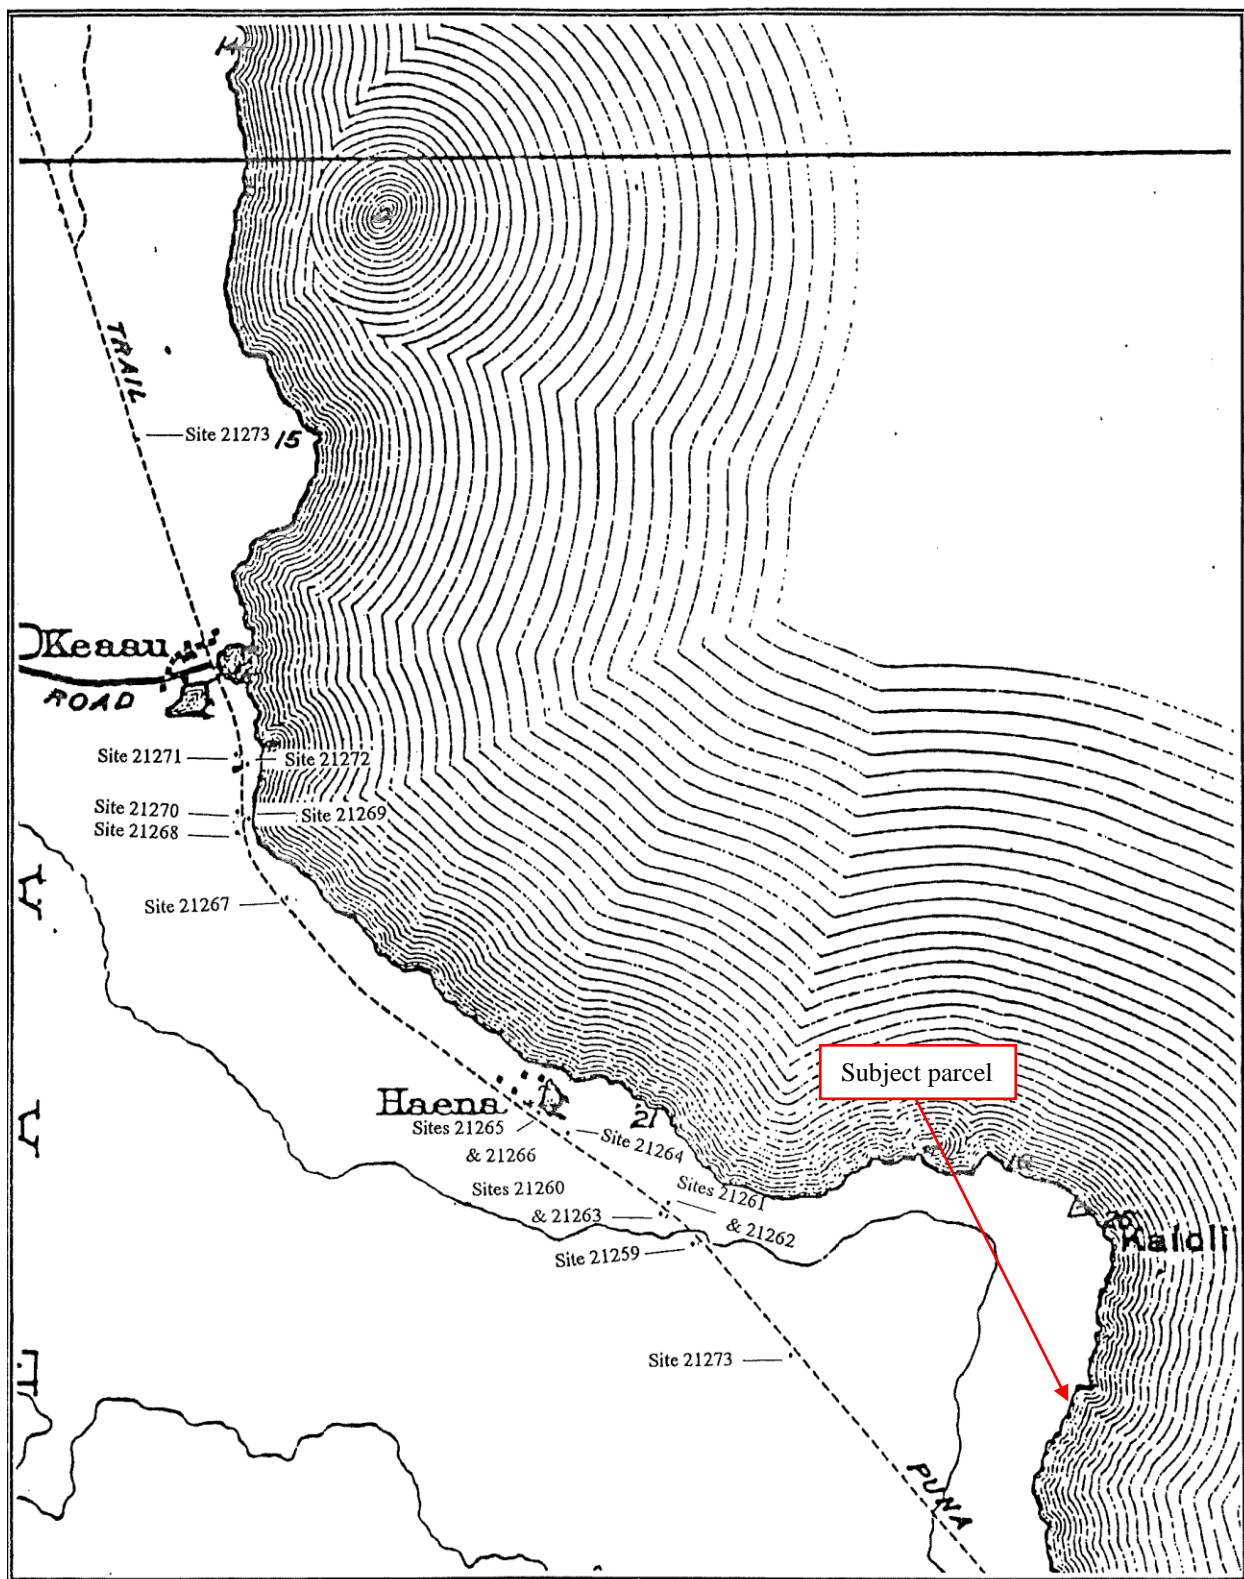 TRAIL
Site 21273
15
Keaau
ROAD
Site 21271
Site 21272
Site 21270
Site 21269
Site 21268
Site 21267
Subject parcel
Haena
21
Sites 21265
& 21266
Site 21264
Sites 21260
& 21263
Sites 21261
& 21262
Site 21259
Kaloli
Site 21273
PUNA